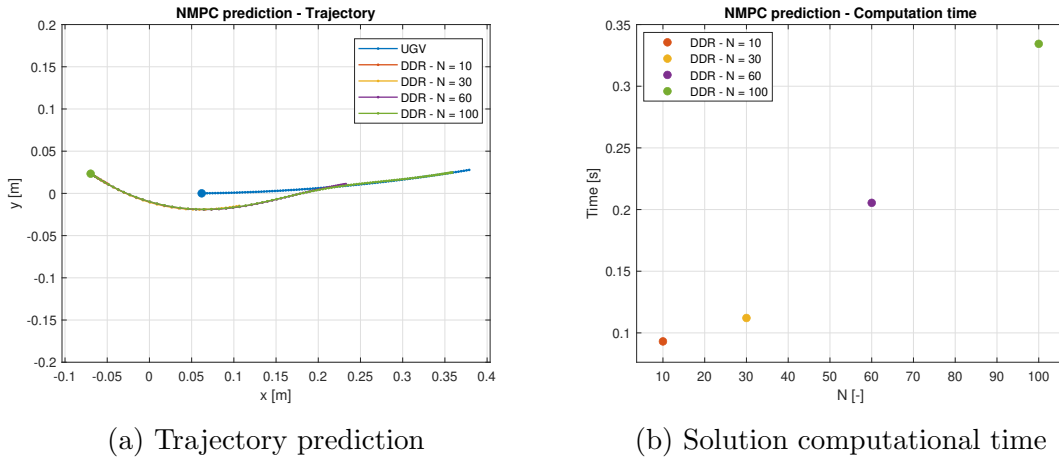 NMPC prediction - Trajectory
0.2
0.15
0.1
0.05
0
-0.05
-0.1
-0.15
-0.2
y [m]
UGV
DDR - N = 10
DDR - N = 30
DDR - N = 60
DDR - N = 100
-0.1 -0.05 0 0.05 0.1 0.15 0.2 0.25 0.3 0.35 0.4
x [m]
(a) Trajectory prediction
NMPC prediction - Computation time
0.35
0.3
0.25
0.2
0.15
0.1
Time [s]
DDR - N = 10
DDR - N = 30
DDR - N = 60
DDR - N = 100
10 20 30 40 50 60 70 80 90 100
N [-]
(b) Solution computational time